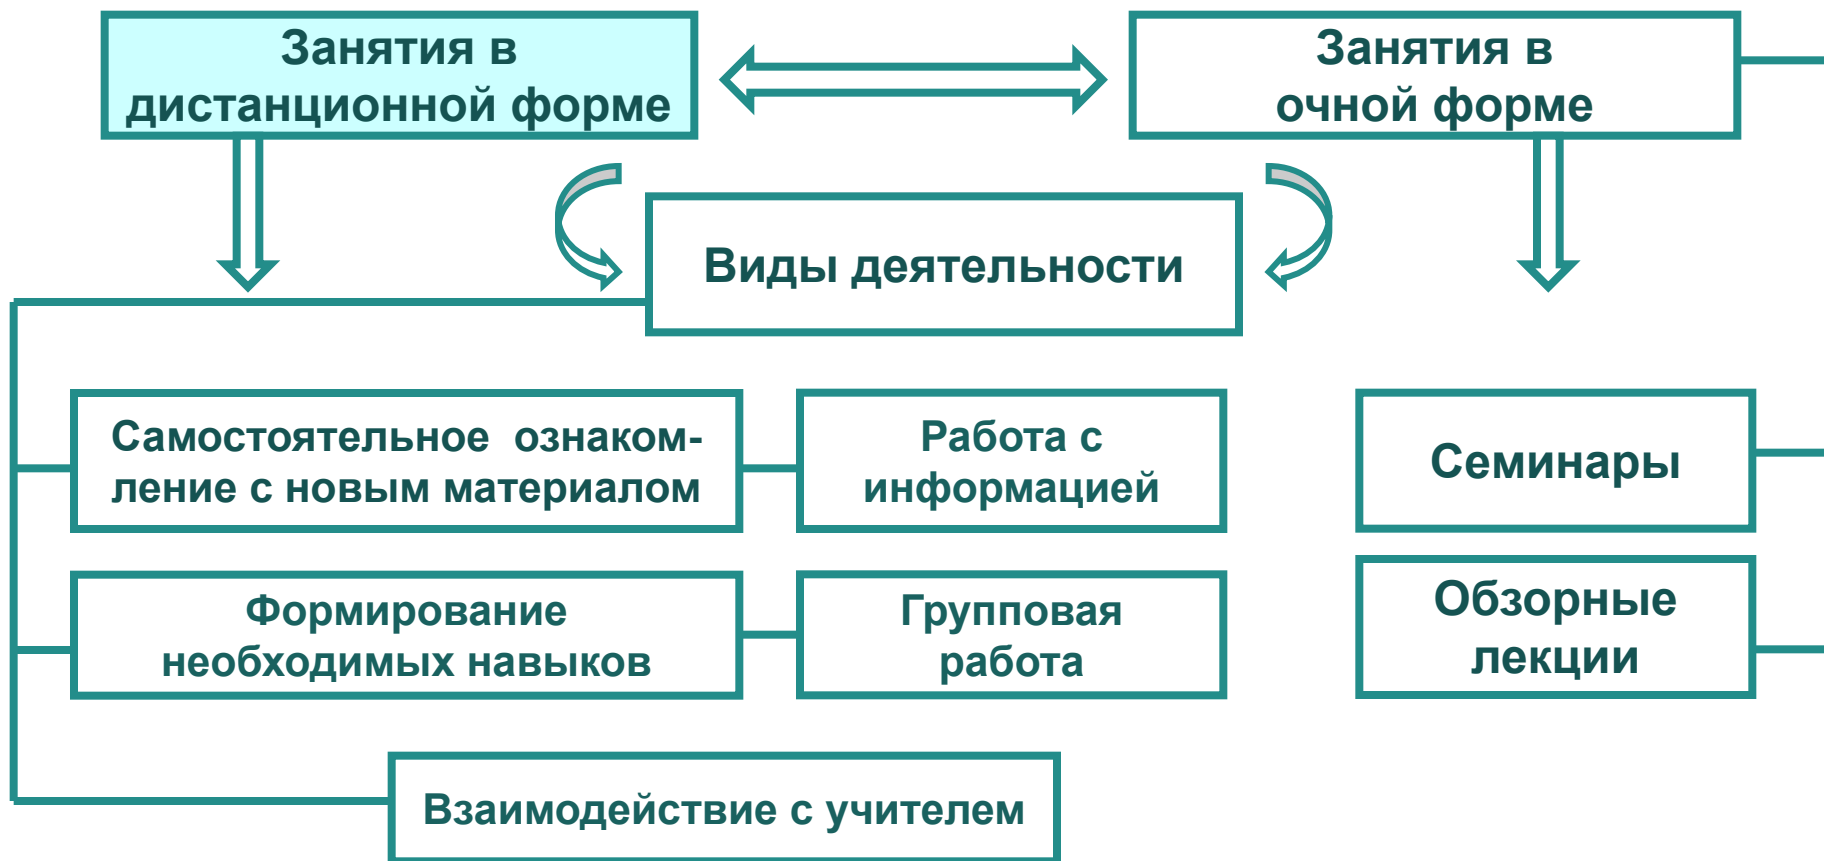 Занятия в
дистанционной форме
Занятия в
очной форме
Виды деятельности
Самостоятельное ознаком-
ление с новым материалом
Работа с
информацией
Семинары
Формирование
необходимых навыков
Групповая
работа
Обзорные
лекции
Взаимодействие с учителем